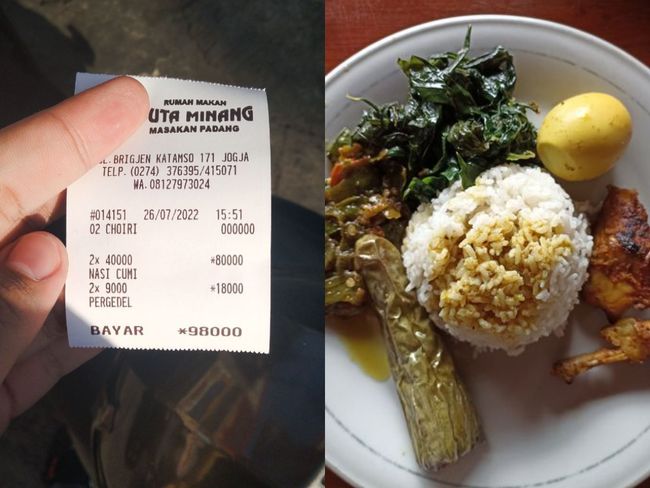 RUMAH MAKAN
UTA MINANG
MASAKAN PADANG
BRIGJEN KATAMSO 171 JOGJA
TELP. (0274) 376395/415071
WA.08127973024
#014151 26/07/2022 15:51
02 CHOIRI 000000
2x 40000 *80000
NASI CUMI
2x 9000 *18000
PERGEDEL
BAYAR *98000